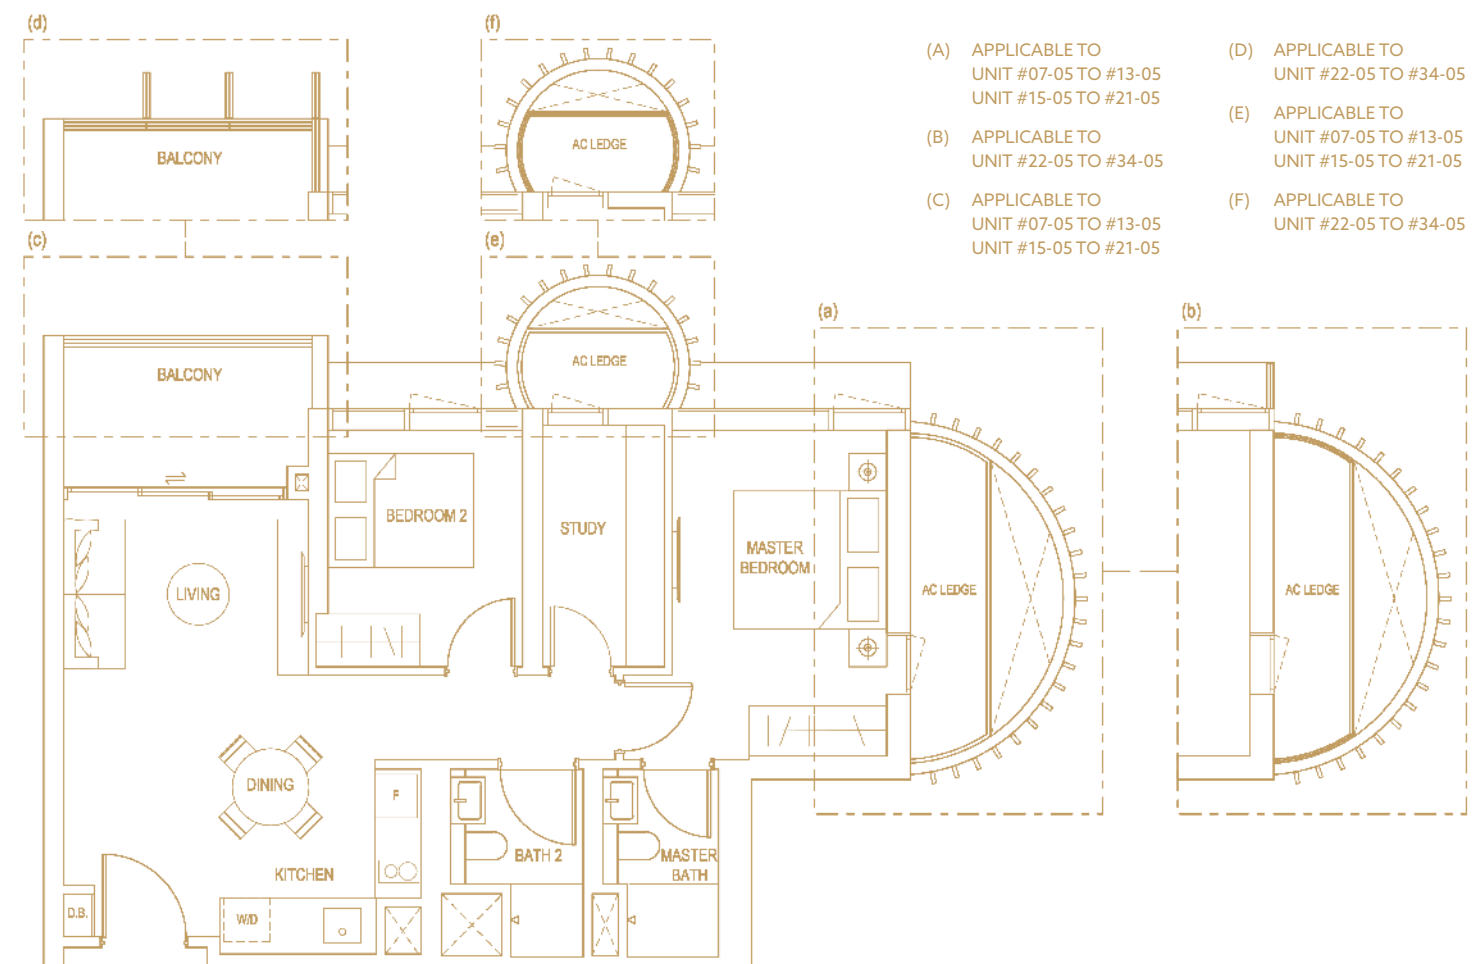 (d)
(f)
BALCONY
AC LEDGE
(A) APPLICABLE TO
UNIT #07-05 TO #13-05
UNIT #15-05 TO #21-05
(B) APPLICABLE TO
UNIT #22-05 TO #34-05
(C) APPLICABLE TO
UNIT #07-05 TO #13-05
UNIT #15-05 TO #21-05
(D) APPLICABLE TO
UNIT #22-05 TO #34-05
(E) APPLICABLE TO
UNIT #07-05 TO #13-05
UNIT #15-05 TO #21-05
(F) APPLICABLE TO
UNIT #22-05 TO #34-05
(c)
(e)
(a)
(b)
BALCONY
AC LEDGE
BEDROOM 2
STUDY
MASTER
BEDROOM
LIVING
AC LEDGE
AC LEDGE
DINING
F
KITCHEN
BATH 2
MASTER
BATH
D.B.
W/D